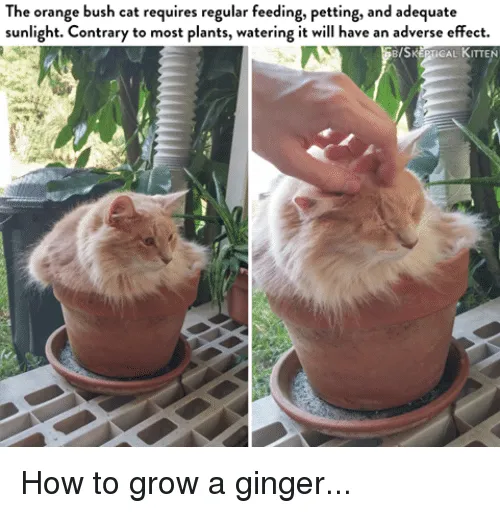 The orange bush cat requires regular feeding, petting, and adequate
sunlight. Contrary to most plants, watering it will have an adverse effect.
FB/SKEPTICAL KITTEN
How to grow a ginger...